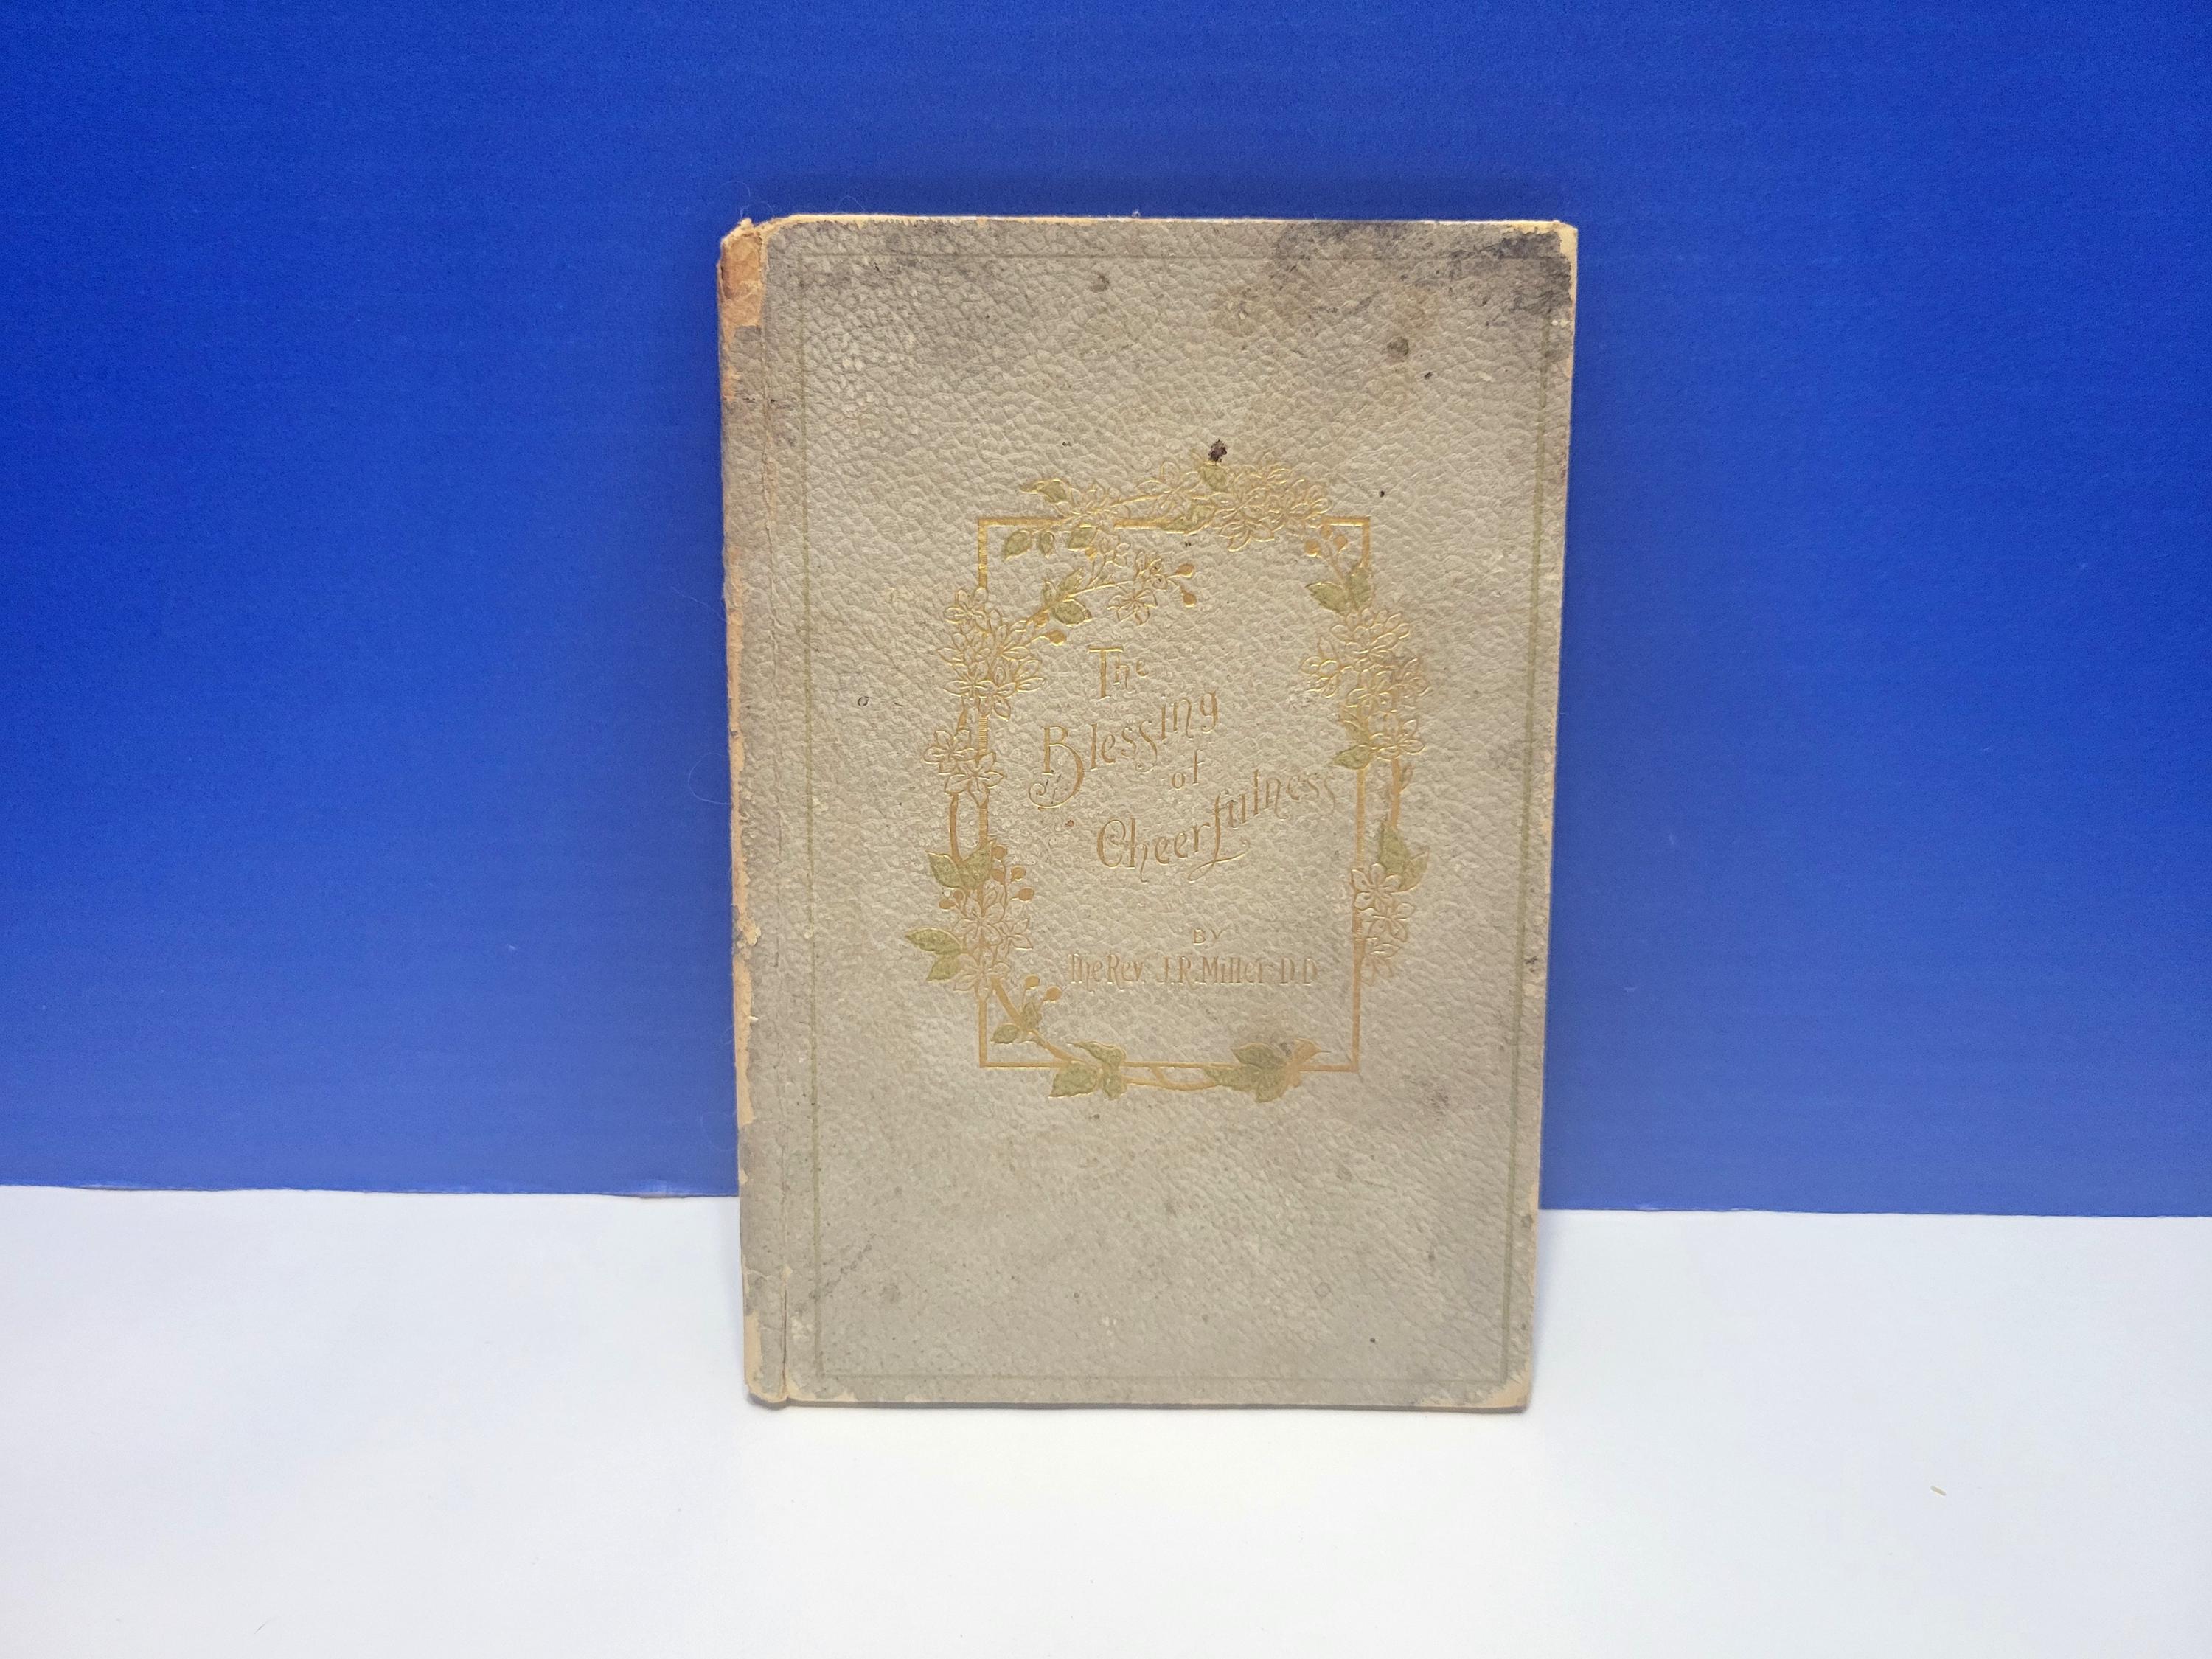 The
Blessing
of
Cheerfulness
BY
The Rev. J.R. Miller. D.D